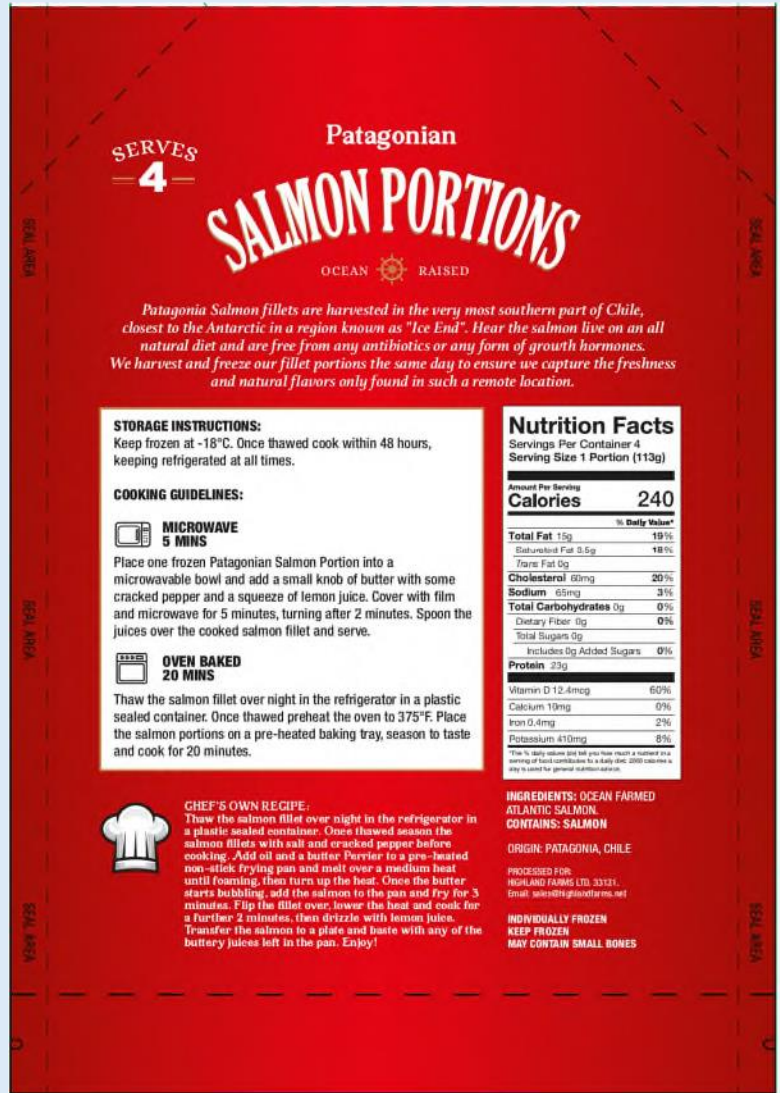 SERVES
4
Patagonian
SALMON PORTIONS
OCEAN RAISED
Patagonia Salmon fillets are harvested in the very most southern part of Chile,
closest to the Antarctic in a region known as "Ice End". Hear the salmon live on an all
natural diet and are free from any antibiotics or any form of growth hormones.
We harvest and freeze our fillet portions the same day to ensure we capture the freshness
and natural flavors only found in such a remote location.
STORAGE INSTRUCTIONS:
Keep frozen at -18°C. Once thawed cook within 48 hours,
keeping refrigerated at all times.
COOKING GUIDELINES:
MICROWAVE
5 MINS
Place one frozen Patagonian Salmon Portion into a
microwavable bowl and add a small knob of butter with some
cracked pepper and a squeeze of lemon juice. Cover with film
and microwave for 5 minutes, turning after 2 minutes. Spoon the
juices over the cooked salmon fillet and serve.
OVEN BAKED
20 MINS
Thaw the salmon fillet over night in the refrigerator in a plastic
sealed container. Once thawed preheat the oven to 375°F. Place
the salmon portions on a pre-heated baking tray, season to taste
and cook for 20 minutes.
Nutrition Facts
Servings Per Container 4
Serving Size 1 Portion (113g)
Amount Per Serving
Calories 240
% Daily Value*
Total Fat 15g 19%
Saturated Fat 3.5g 18%
Trans Fat 0g
Cholesterol 60mg 20%
Sodium 65mg 3%
Total Carbohydrates 0g 0%
Dietary Fiber 0g 0%
Total Sugars 0g
Includes 0g Added Sugars 0%
Protein 23g
Vitamin D 12.4mcg 60%
Calcium 10mg 0%
Iron 0.4mg 2%
Potassium 410mg 8%
CHEF'S OWN RECIPE:
Thaw the salmon fillet over night in the refrigerator in
a plastic sealed container. Once thawed season the
salmon fillets with salt and cracked pepper before
cooking. Add oil and a butter Perrier to a pre-heated
non-stick frying pan and melt over a medium heat
until foaming, then turn up the heat. Once the butter
starts bubbling, add the salmon to the pan and fry for 3
minutes. Flip the fillet over, lower the heat and cook for
a further 2 minutes, then drizzle with lemon juice.
Transfer the salmon to a plate and baste with any of the
buttery juices left in the pan. Enjoy!
INGREDIENTS: OCEAN FARMED
ATLANTIC SALMON.
CONTAINS: SALMON
ORIGIN: PATAGONIA, CHILE
PROCESSED FOR:
HIGHLAND FARMS LTD. 33131.
Email: sales@highlandfarms.net
INDIVIDUALLY FROZEN
KEEP FROZEN
MAY CONTAIN SMALL BONES
SEAL AREA
SEAL AREA
SEAL AREA
SEAL AREA
SEAL AREA
SEAL AREA